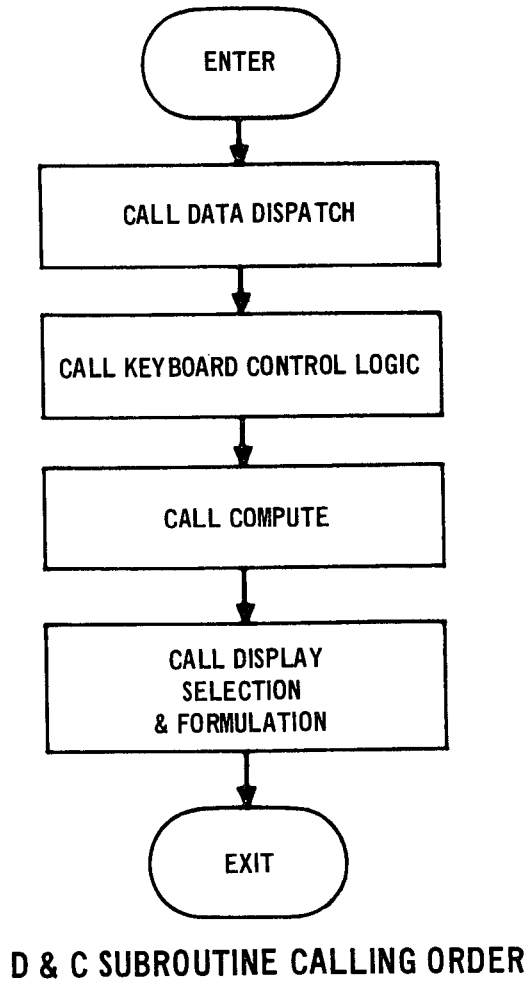 ENTER
CALL DATA DISPATCH
CALL KEYBOARD CONTROL LOGIC
CALL COMPUTE
CALL DISPLAY
SELECTION
& FORMULATION
EXIT
D & C SUBROUTINE CALLING ORDER